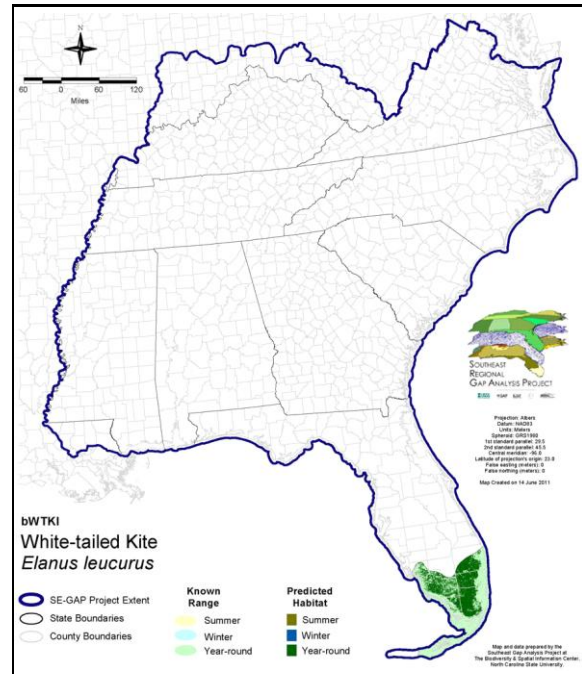 N
60 30 0 60 120
Miles
SOUTHEAST
REGIONAL
GAP ANALYSIS PROJECT
Projection: Albers
Datum: NAD83
Units: Meters
Spheroid: GRS1980
1st standard parallel: 29.5
2nd standard parallel: 45.5
Central meridian: -96.0
Latitude of projection's origin: 23.0
False easting (meters): 0
False northing (meters): 0
Map Created on 14 June 2011
bWTKI
White-tailed Kite
Elanus leucurus
SE-GAP Project Extent
State Boundaries
County Boundaries
Known
Range
Summer
Winter
Year-round
Predicted
Habitat
Summer
Winter
Year-round
Map and data prepared by the
Southeast Gap Analysis Project at
The Biodiversity & Spatial Information Center,
North Carolina State University.